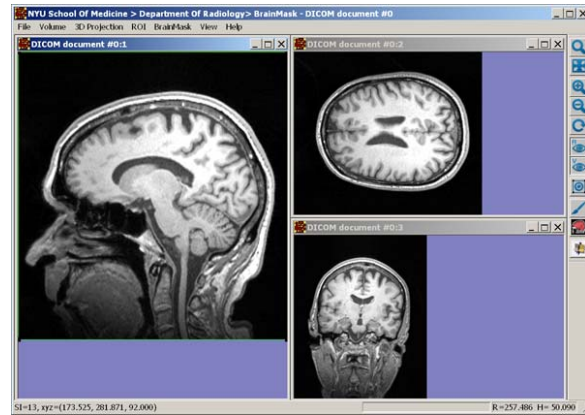 NYU School Of Medicine > Department Of Radiology> BrainMask - DICOM document #0
File Volume 3D Projection ROI BrainMask View Help
DICOM document #0:1
DICOM document #0:2
DICOM document #0:3
SI=13, xyz=(173.525, 281.871, 92.000)
R=257.486 H= 50.090